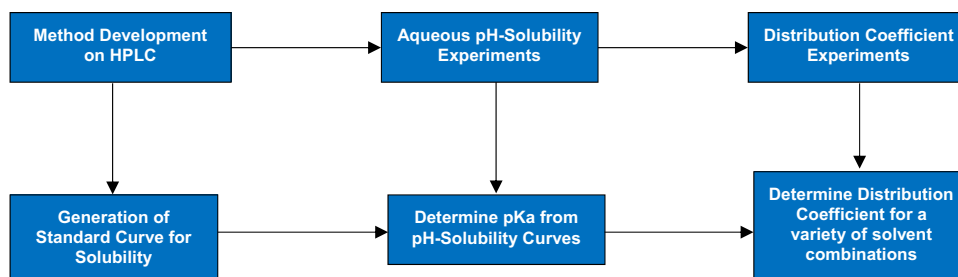 Method Development
on HPLC
Aqueous pH-Solubility
Experiments
Distribution Coefficient
Experiments
Generation of
Standard Curve for
Solubility
Determine pKa from
pH-Solubility Curves
Determine Distribution
Coefficient for a
variety of solvent
combinations